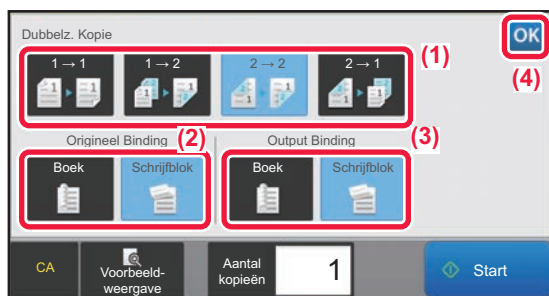 Dubbelz. Kopie
OK
(1)
(4)
1 → 1
1 → 2
2 → 2
2 → 1
Origineel Binding
(2)
Output Binding
(3)
Boek
Schrijfblok
Boek
Schrijfblok
CA
Voorbeeld-
weergave
Aantal
kopieën
1
Start